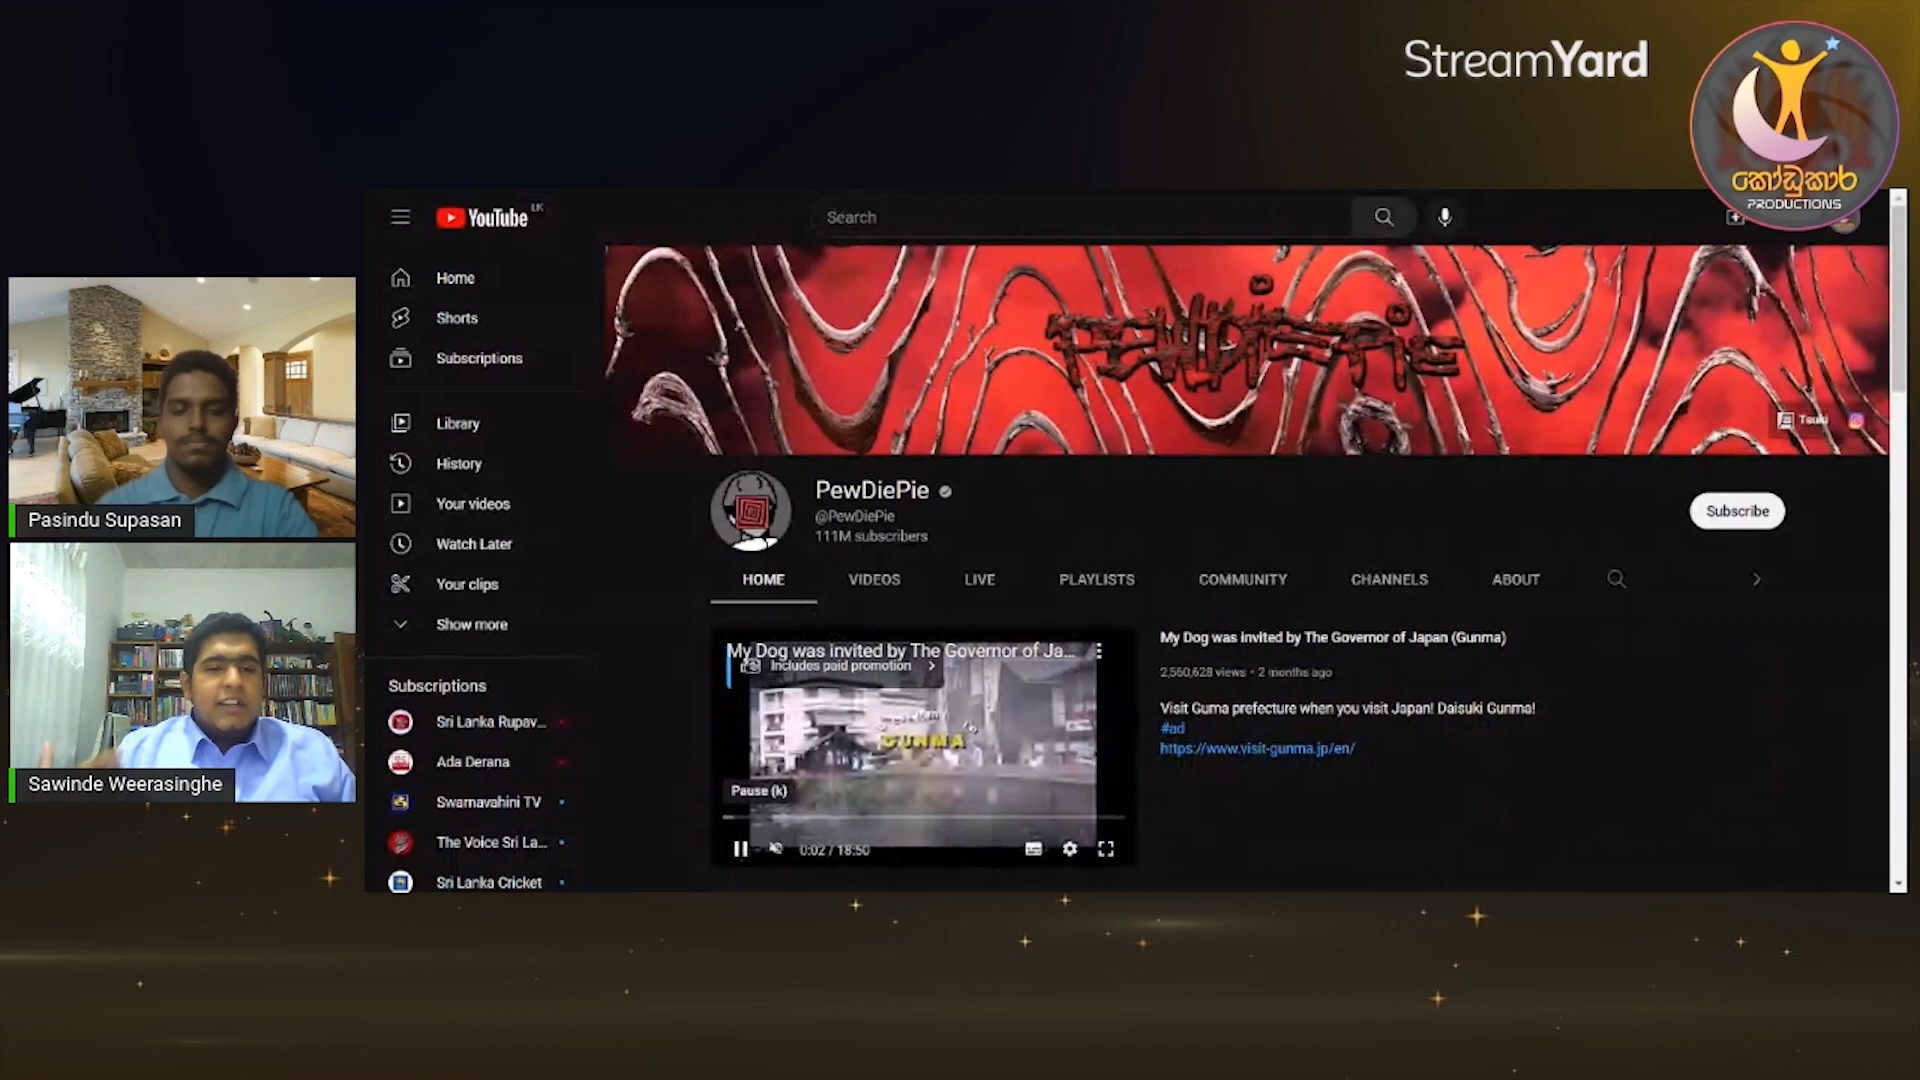 StreamYard
කෝඩුකාර
PRODUCTIONS
YouTube LK
Search
Home
Shorts
Subscriptions
Library
History
Your videos
Watch Later
Your clips
Show more
Subscriptions
Sri Lanka Rupav...
Ada Derana
Swarnavahini TV
The Voice Sri La...
Sri Lanka Cricket
PEWDiEPiE
Tsuki
PewDiePie
@PewDiePie
111M subscribers
Subscribe
HOME
VIDEOS
LIVE
PLAYLISTS
COMMUNITY
CHANNELS
ABOUT
My Dog was invited by The Governor of Ja...
Includes paid promotion
GUNMA
Pause (k)
0:02 / 18:50
My Dog was invited by The Governor of Japan (Gunma)
2,560,628 views • 2 months ago
Visit Guma prefecture when you visit Japan! Daisuki Gunma!
#ad
https://www.visit-gunma.jp/en/
Pasindu Supasan
Sawinde Weerasinghe